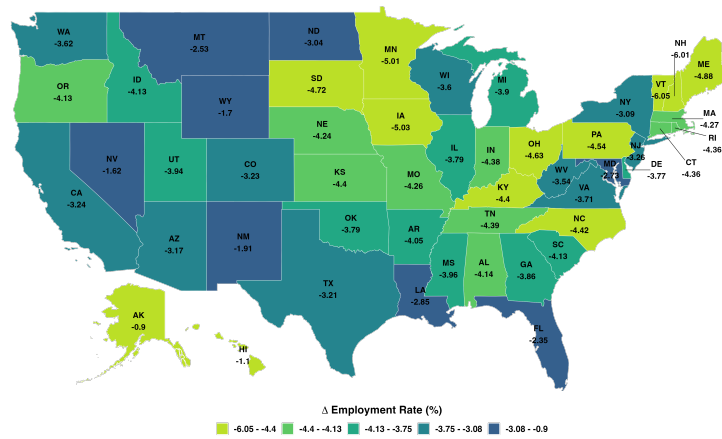 WA
-3.62
MT
-2.53
ND
-3.04
MN
-5.01
NH
-6.01
ME
-4.88
VT
-6.05
OR
-4.13
ID
-4.13
SD
-4.72
WI
-3.6
MI
-3.9
WY
-1.7
NY
-3.09
MA
-4.27
RI
-4.36
CT
-4.36
NE
-4.24
IA
-5.03
PA
-4.54
NJ
-3.26
NV
-1.62
UT
-3.94
CO
-3.23
IL
-3.79
IN
-4.38
OH
-4.63
MD
-2.73
DE
-3.77
CA
-3.24
KS
-4.4
MO
-4.26
KY
-4.4
WV
-3.54
VA
-3.71
AZ
-3.17
NM
-1.91
OK
-3.79
AR
-4.05
TN
-4.39
NC
-4.42
SC
-4.13
TX
-3.21
LA
-2.85
MS
-3.96
AL
-4.14
GA
-3.86
AK
-0.9
HI
-1.1
FL
-2.35
Δ Employment Rate (%)
-6.05 - -4.4 -4.4 - -4.13 -4.13 - -3.75 -3.75 - -3.08 -3.08 - -0.9